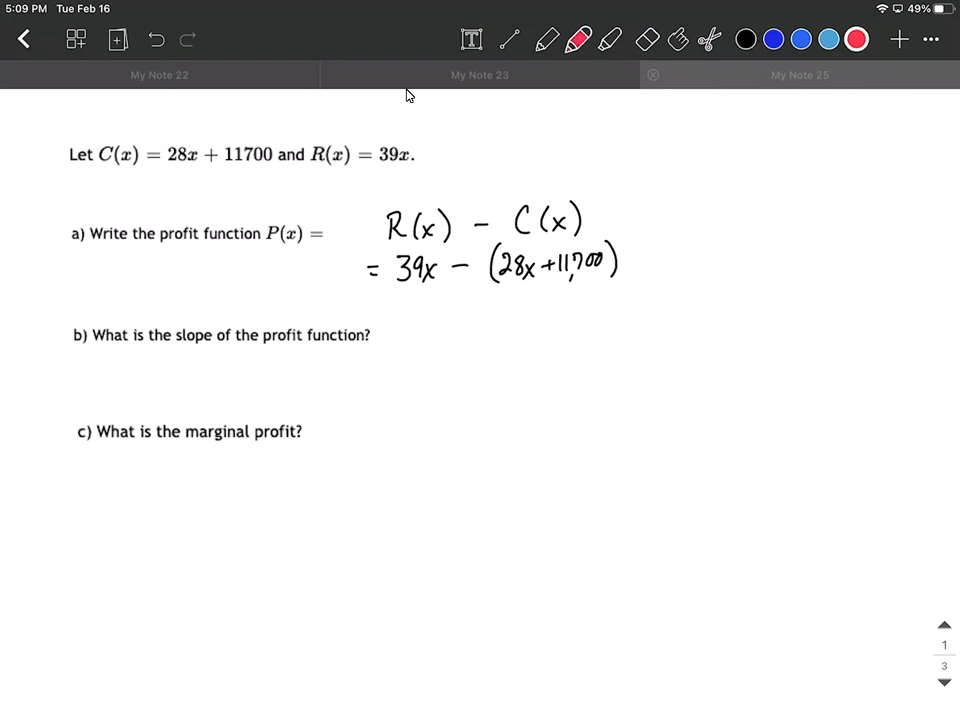 5:09 PM Tue Feb 16 49%
My Note 22 My Note 23 My Note 25
Let C(x) = 28x + 11700 and R(x) = 39x.
a) Write the profit function P(x) = R(x) - C(x)
= 39x - (28x + 11,700)
b) What is the slope of the profit function?
c) What is the marginal profit?
1
3